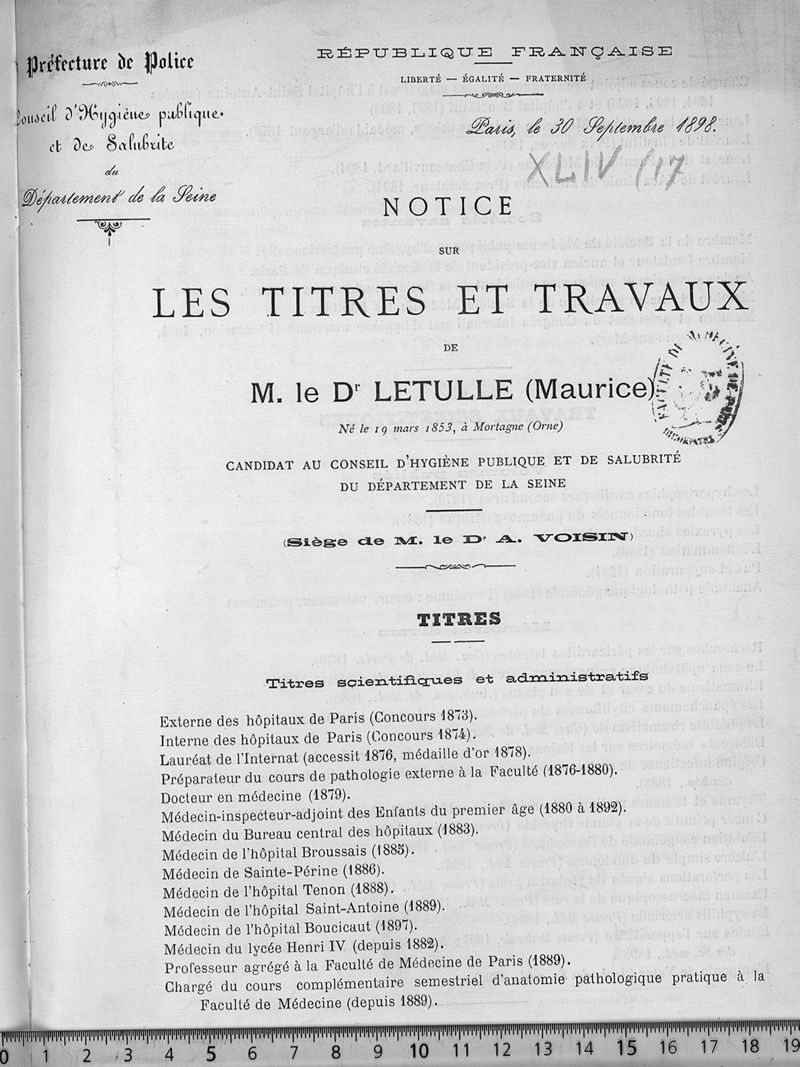 Préfecture de Police
Conseil d'Hygiène publique
et de Salubrité
du
Département de la Seine
RÉPUBLIQUE FRANÇAISE
LIBERTÉ — ÉGALITÉ — FRATERNITÉ
Paris, le 30 Septembre 1898.
XLIV (17
NOTICE
SUR
LES TITRES ET TRAVAUX
DE
M. le Dr LETULLE (Maurice)
FACULTÉ DE MÉDECINE DE PARIS
Né le 19 mars 1853, à Mortagne (Orne)
CANDIDAT AU CONSEIL D'HYGIÈNE PUBLIQUE ET DE SALUBRITÉ
DU DÉPARTEMENT DE LA SEINE
(Siège de M. le Dr A. VOISIN)
TITRES
Titres scientifiques et administratifs
Externe des hôpitaux de Paris (Concours 1873).
Interne des hôpitaux de Paris (Concours 1874).
Lauréat de l'Internat (accessit 1876, médaille d'or 1878).
Préparateur du cours de pathologie externe à la Faculté (1876-1880).
Docteur en médecine (1879).
Médecin-inspecteur-adjoint des Enfants du premier âge (1880 à 1892).
Médecin du Bureau central des hôpitaux (1883).
Médecin de l'hôpital Broussais (1885).
Médecin de Sainte-Périne (1886).
Médecin de l'hôpital Tenon (1888).
Médecin de l'hôpital Saint-Antoine (1889).
Médecin de l'hôpital Boucicaut (1897).
Médecin du lycée Henri IV (depuis 1882).
Professeur agrégé à la Faculté de Médecine de Paris (1889).
Chargé du cours complémentaire semestriel d'anatomie pathologique pratique à la
Faculté de Médecine (depuis 1889).
0 1 2 3 4 5 6 7 8 9 10 11 12 13 14 15 16 17 18 19